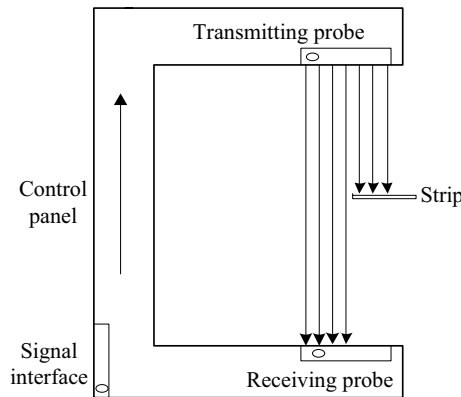 Transmitting probe
Control
panel
Strip
Signal
interface
Receiving probe